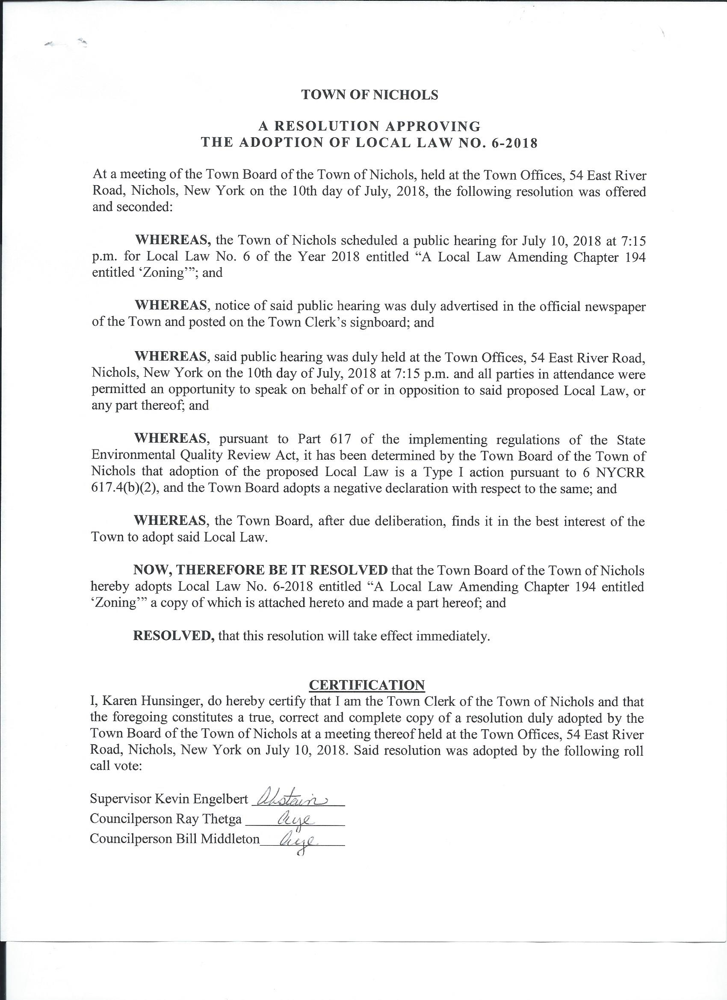 TOWN OF NICHOLS
A RESOLUTION APPROVING
THE ADOPTION OF LOCAL LAW NO. 6-2018
At a meeting of the Town Board of the Town of Nichols, held at the Town Offices, 54 East River
Road, Nichols, New York on the 10th day of July, 2018, the following resolution was offered
and seconded:
WHEREAS, the Town of Nichols scheduled a public hearing for July 10, 2018 at 7:15
p.m. for Local Law No. 6 of the Year 2018 entitled “A Local Law Amending Chapter 194
entitled ‘Zoning’”; and
WHEREAS, notice of said public hearing was duly advertised in the official newspaper
of the Town and posted on the Town Clerk’s signboard; and
WHEREAS, said public hearing was duly held at the Town Offices, 54 East River Road,
Nichols, New York on the 10th day of July, 2018 at 7:15 p.m. and all parties in attendance were
permitted an opportunity to speak on behalf of or in opposition to said proposed Local Law, or
any part thereof; and
WHEREAS, pursuant to Part 617 of the implementing regulations of the State
Environmental Quality Review Act, it has been determined by the Town Board of the Town of
Nichols that adoption of the proposed Local Law is a Type I action pursuant to 6 NYCRR
617.4(b)(2), and the Town Board adopts a negative declaration with respect to the same; and
WHEREAS, the Town Board, after due deliberation, finds it in the best interest of the
Town to adopt said Local Law.
NOW, THEREFORE BE IT RESOLVED that the Town Board of the Town of Nichols
hereby adopts Local Law No. 6-2018 entitled “A Local Law Amending Chapter 194 entitled
‘Zoning’” a copy of which is attached hereto and made a part hereof; and
RESOLVED, that this resolution will take effect immediately.
CERTIFICATION
I, Karen Hunsinger, do hereby certify that I am the Town Clerk of the Town of Nichols and that
the foregoing constitutes a true, correct and complete copy of a resolution duly adopted by the
Town Board of the Town of Nichols at a meeting thereof held at the Town Offices, 54 East River
Road, Nichols, New York on July 10, 2018. Said resolution was adopted by the following roll
call vote:
Supervisor Kevin Engelbert Abstain
Councilperson Ray Thetga Aye
Councilperson Bill Middleton Aye